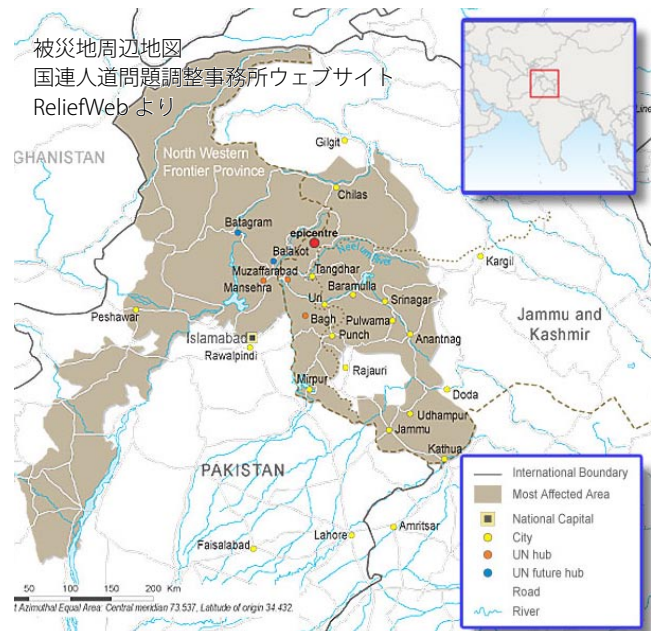 被災地周辺地図
国連人道問題調整事務所ウェブサイト
ReliefWeb より
Line
Gilgit
GHANISTAN
North Western
Frontier Province
Chilas
Batagram
epicentre
Balakot
Neelum River
Kargil
Muzaffarabad
Tangdhar
Mansehra
Baramulla
Uri
Srinagar
Peshawar
Bagh
Pulwama
Jammu and
Kashmir
Islamabad
Punch
Anantnag
Rawalpindi
Rajauri
Mirpur
Doda
Udhampur
Jammu
Kathua
PAKISTAN
International Boundary
Most Affected Area
National Capital
City
UN hub
UN future hub
Road
River
Lahore
Amritsar
Faisalabad
50 100 150 200 Km
t Azimuthal Equal Area: Central meridian 73.537, Latitude of origin 34.432.